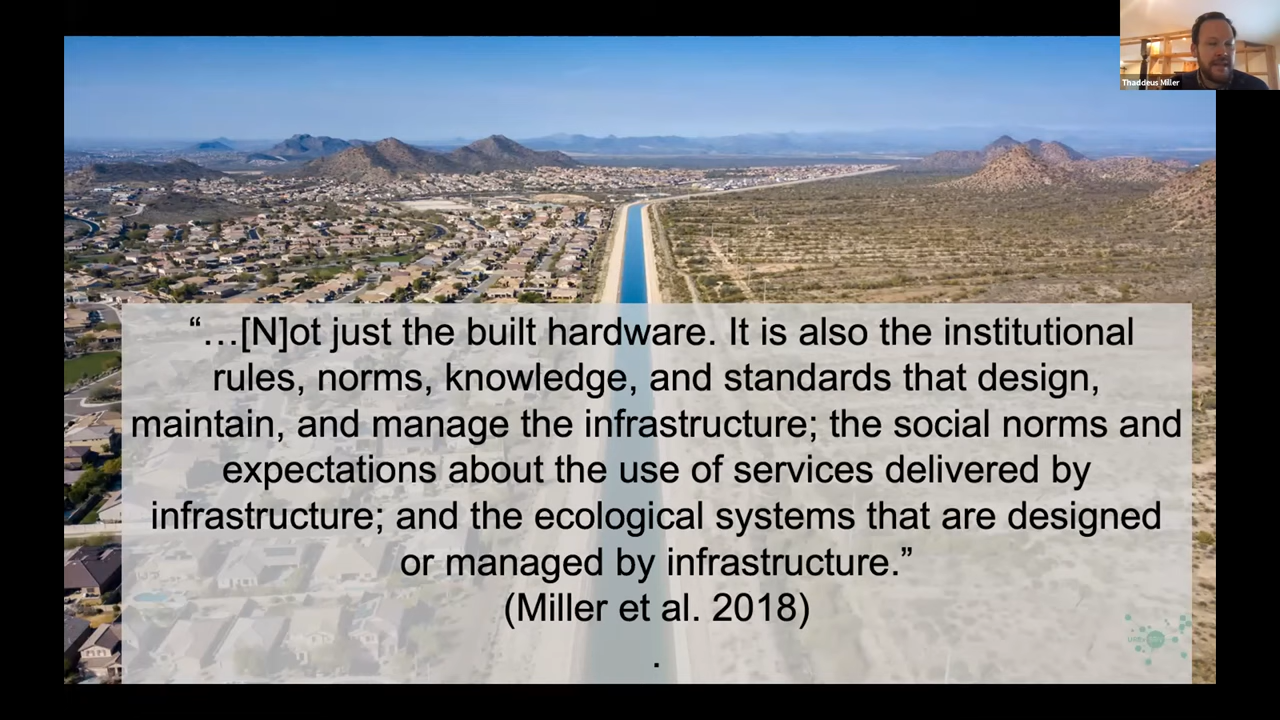 Thaddeus Miller
“…[N]ot just the built hardware. It is also the institutional
rules, norms, knowledge, and standards that design,
maintain, and manage the infrastructure; the social norms and
expectations about the use of services delivered by
infrastructure; and the ecological systems that are designed
or managed by infrastructure.”
(Miller et al. 2018)
.